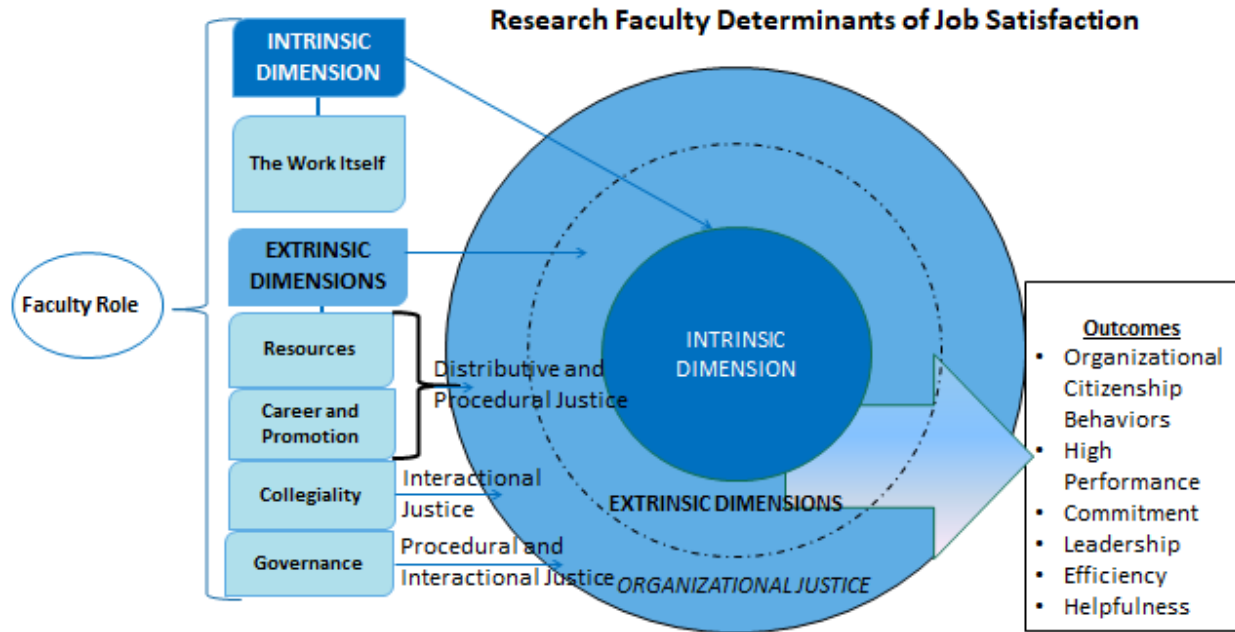 Research Faculty Determinants of Job Satisfaction
INTRINSIC
DIMENSION
The Work Itself
EXTRINSIC
DIMENSIONS
Faculty Role
Resources
Career and
Promotion
Collegiality
Governance
Distributive and
Procedural Justice
Interactional
Justice
Procedural and
Interactional Justice
INTRINSIC
DIMENSION
EXTRINSIC DIMENSIONS
ORGANIZATIONAL JUSTICE
Outcomes
• Organizational
Citizenship
Behaviors
• High
Performance
• Commitment
• Leadership
• Efficiency
• Helpfulness